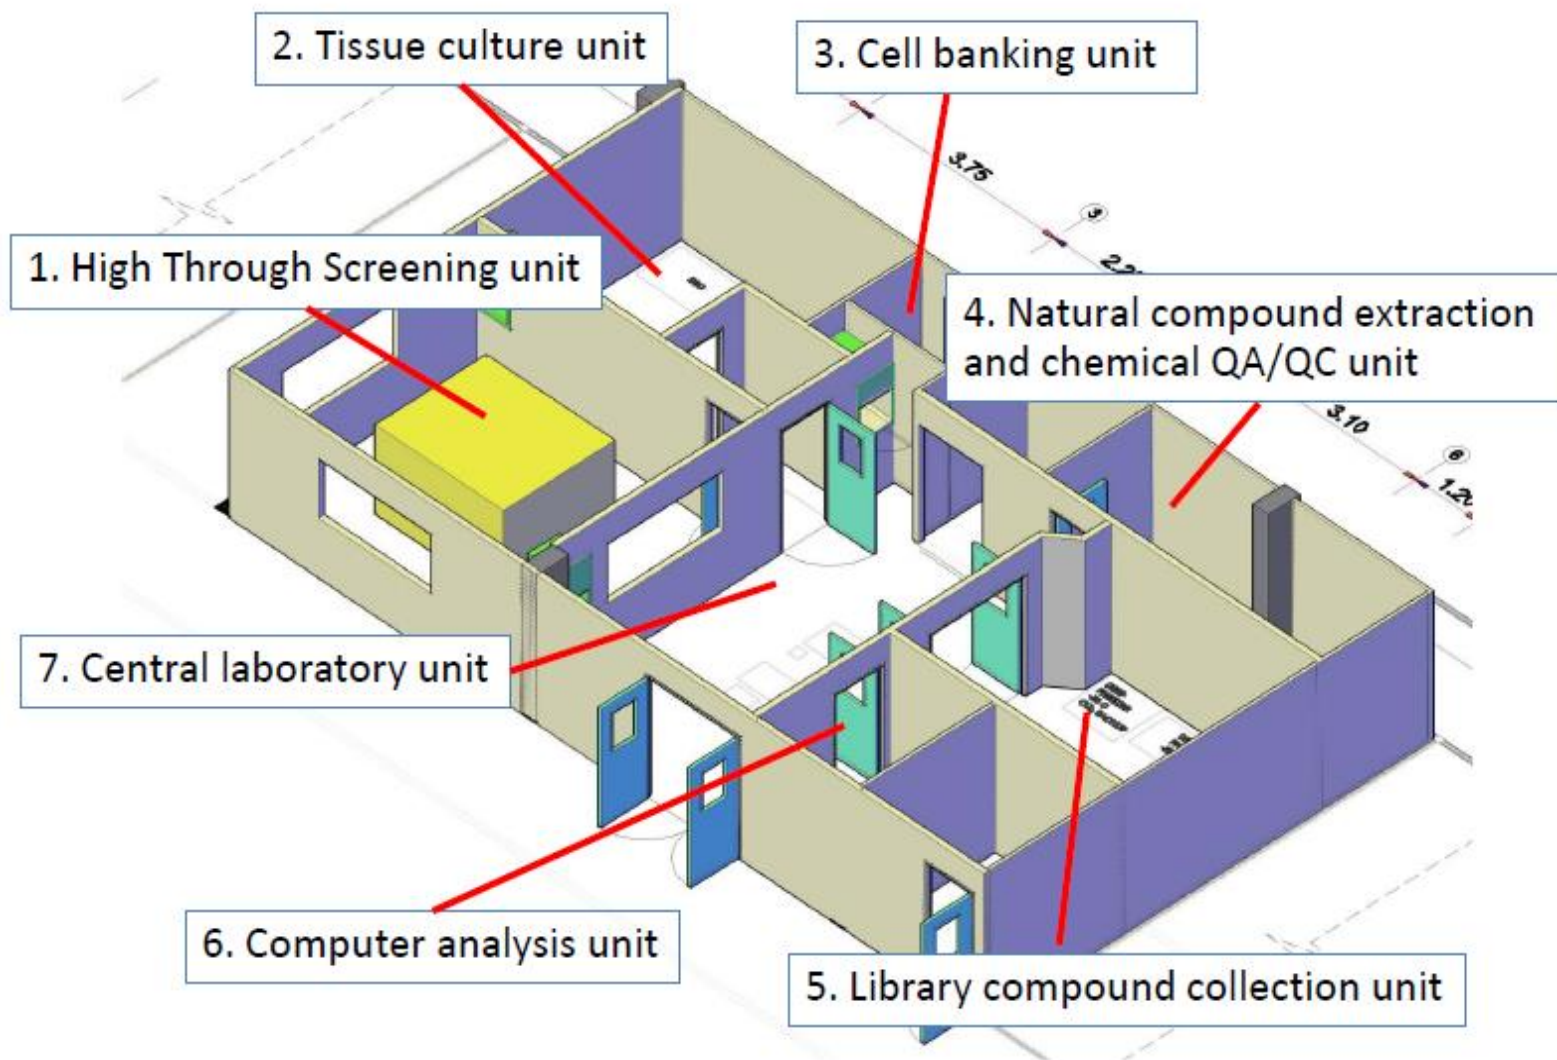 2. Tissue culture unit
3. Cell banking unit
3.75
3
1. High Through Screening unit
4. Natural compound extraction
and chemical QA/QC unit
3.10
6
7. Central laboratory unit
6. Computer analysis unit
5. Library compound collection unit